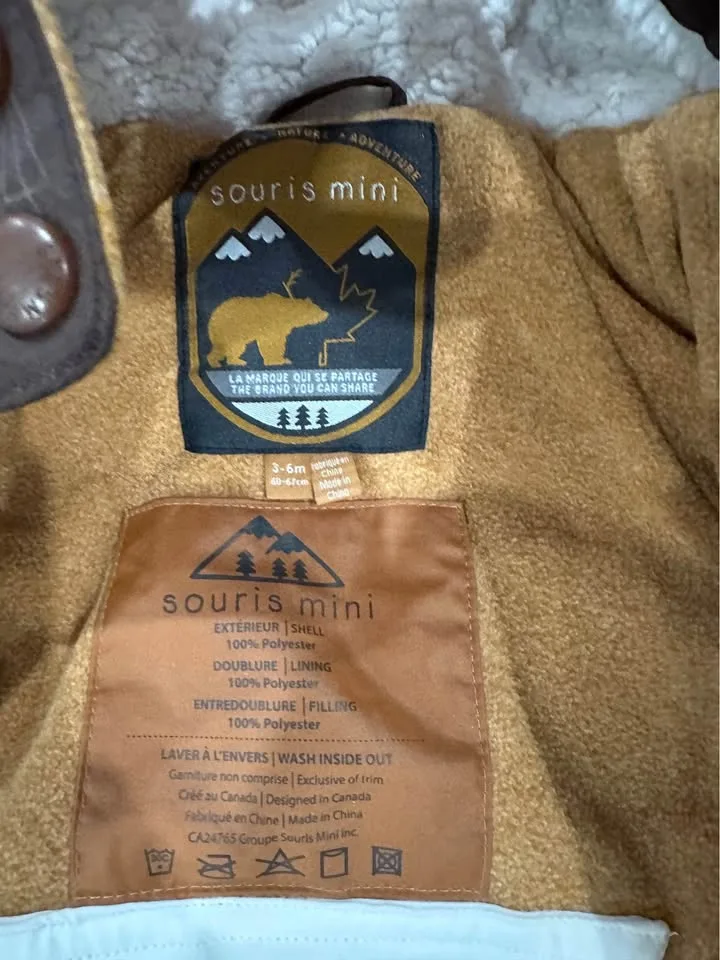 AVENTURE • NATURE • ADVENTURE
souris mini
LA MARQUE QUI SE PARTAGE
THE BRAND YOU CAN SHARE
3-6m
60-67cm
Fabriqué en
China
Made in
China
souris mini
EXTÉRIEUR | SHELL
100% Polyester
DOUBLURE | LINING
100% Polyester
ENTREDOUBLURE | FILLING
100% Polyester
LAVER À L'ENVERS | WASH INSIDE OUT
Garniture non comprise | Exclusive of trim
Créé au Canada | Designed in Canada
Fabriqué en Chine | Made in China
CA24765 Groupe Souris Mini Inc.